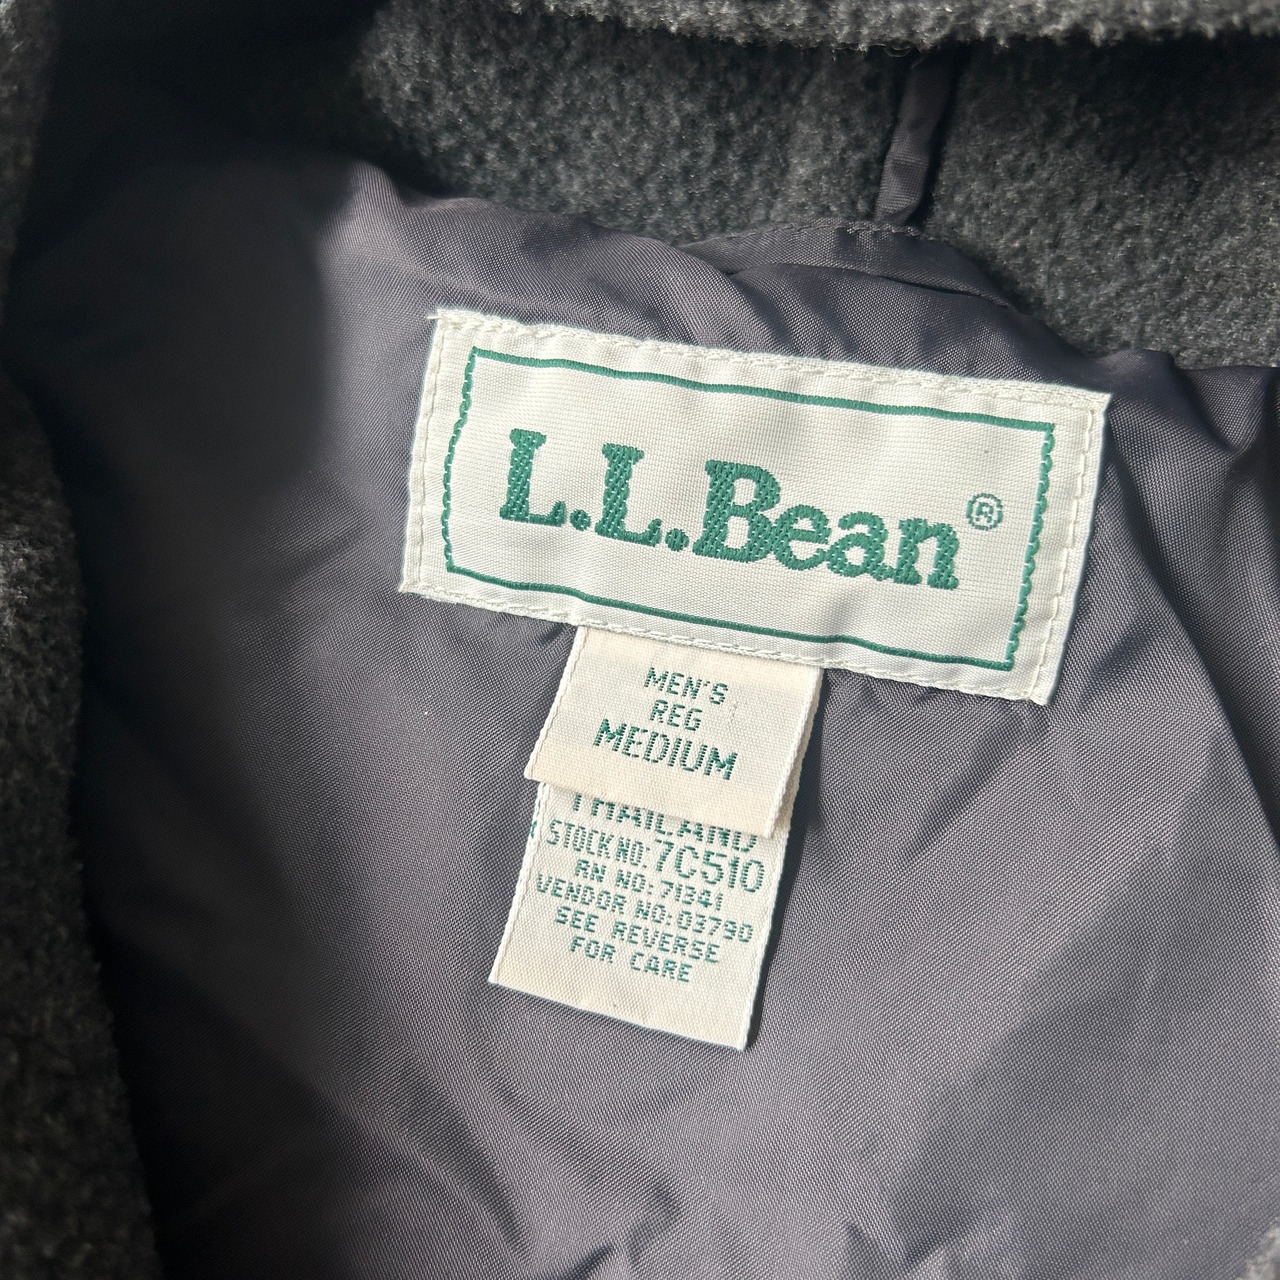 L.L.Bean®
MEN'S
REG
MEDIUM
THAILAND
STOCK NO: 7C510
RN NO: 71341
VENDOR NO: 03790
SEE REVERSE
FOR CARE